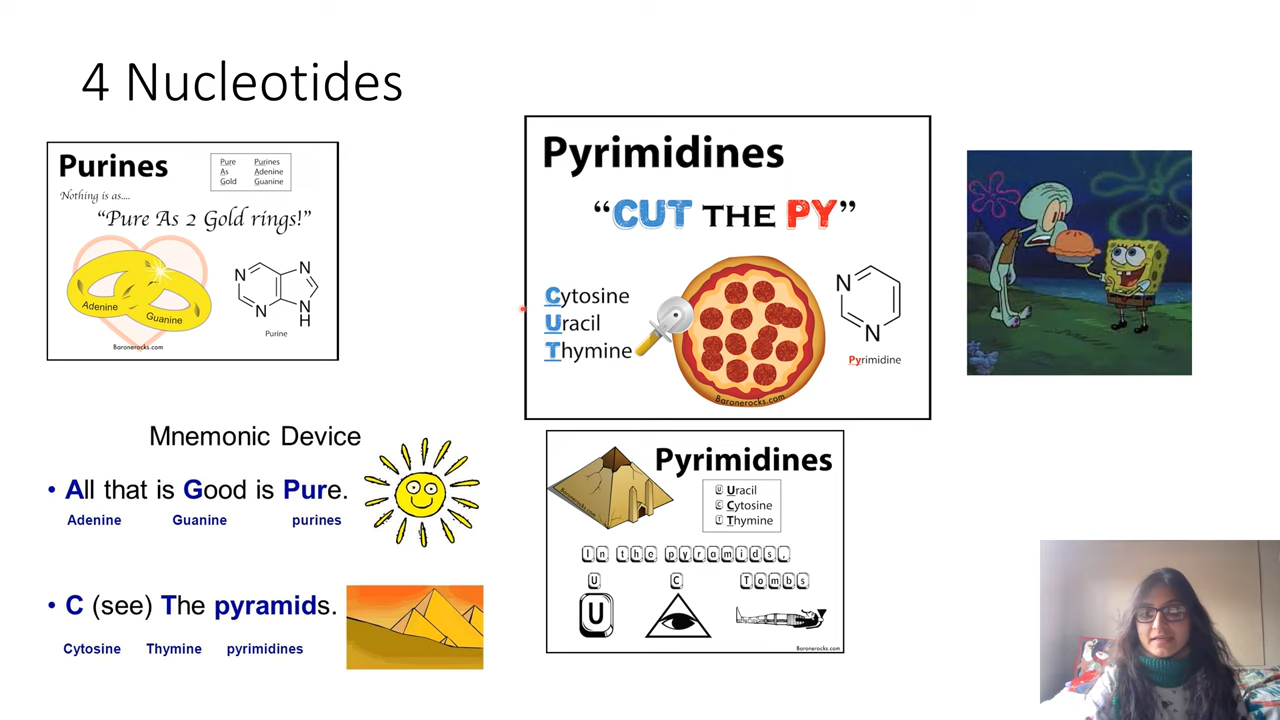 4 Nucleotides
Purines
Pure Purines
As Adenine
Gold Guanine
Nothing is as....
“Pure As 2 Gold rings!”
Adenine
Guanine
N
N
N
N
N
H
Purine
Baronerocks.com
Pyrimidines
“CUT THE PY”
Cytosine
Uracil
Thymine
N
N
Pyrimidine
Baronerocks.com
Mnemonic Device
• All that is Good is Pure.
Adenine Guanine purines
• C (see) The pyramids.
Cytosine Thymine pyrimidines
Pyrimidines
U Uracil
C Cytosine
T Thymine
In the pyramids,
U C Tombs
U
Baronerocks.com